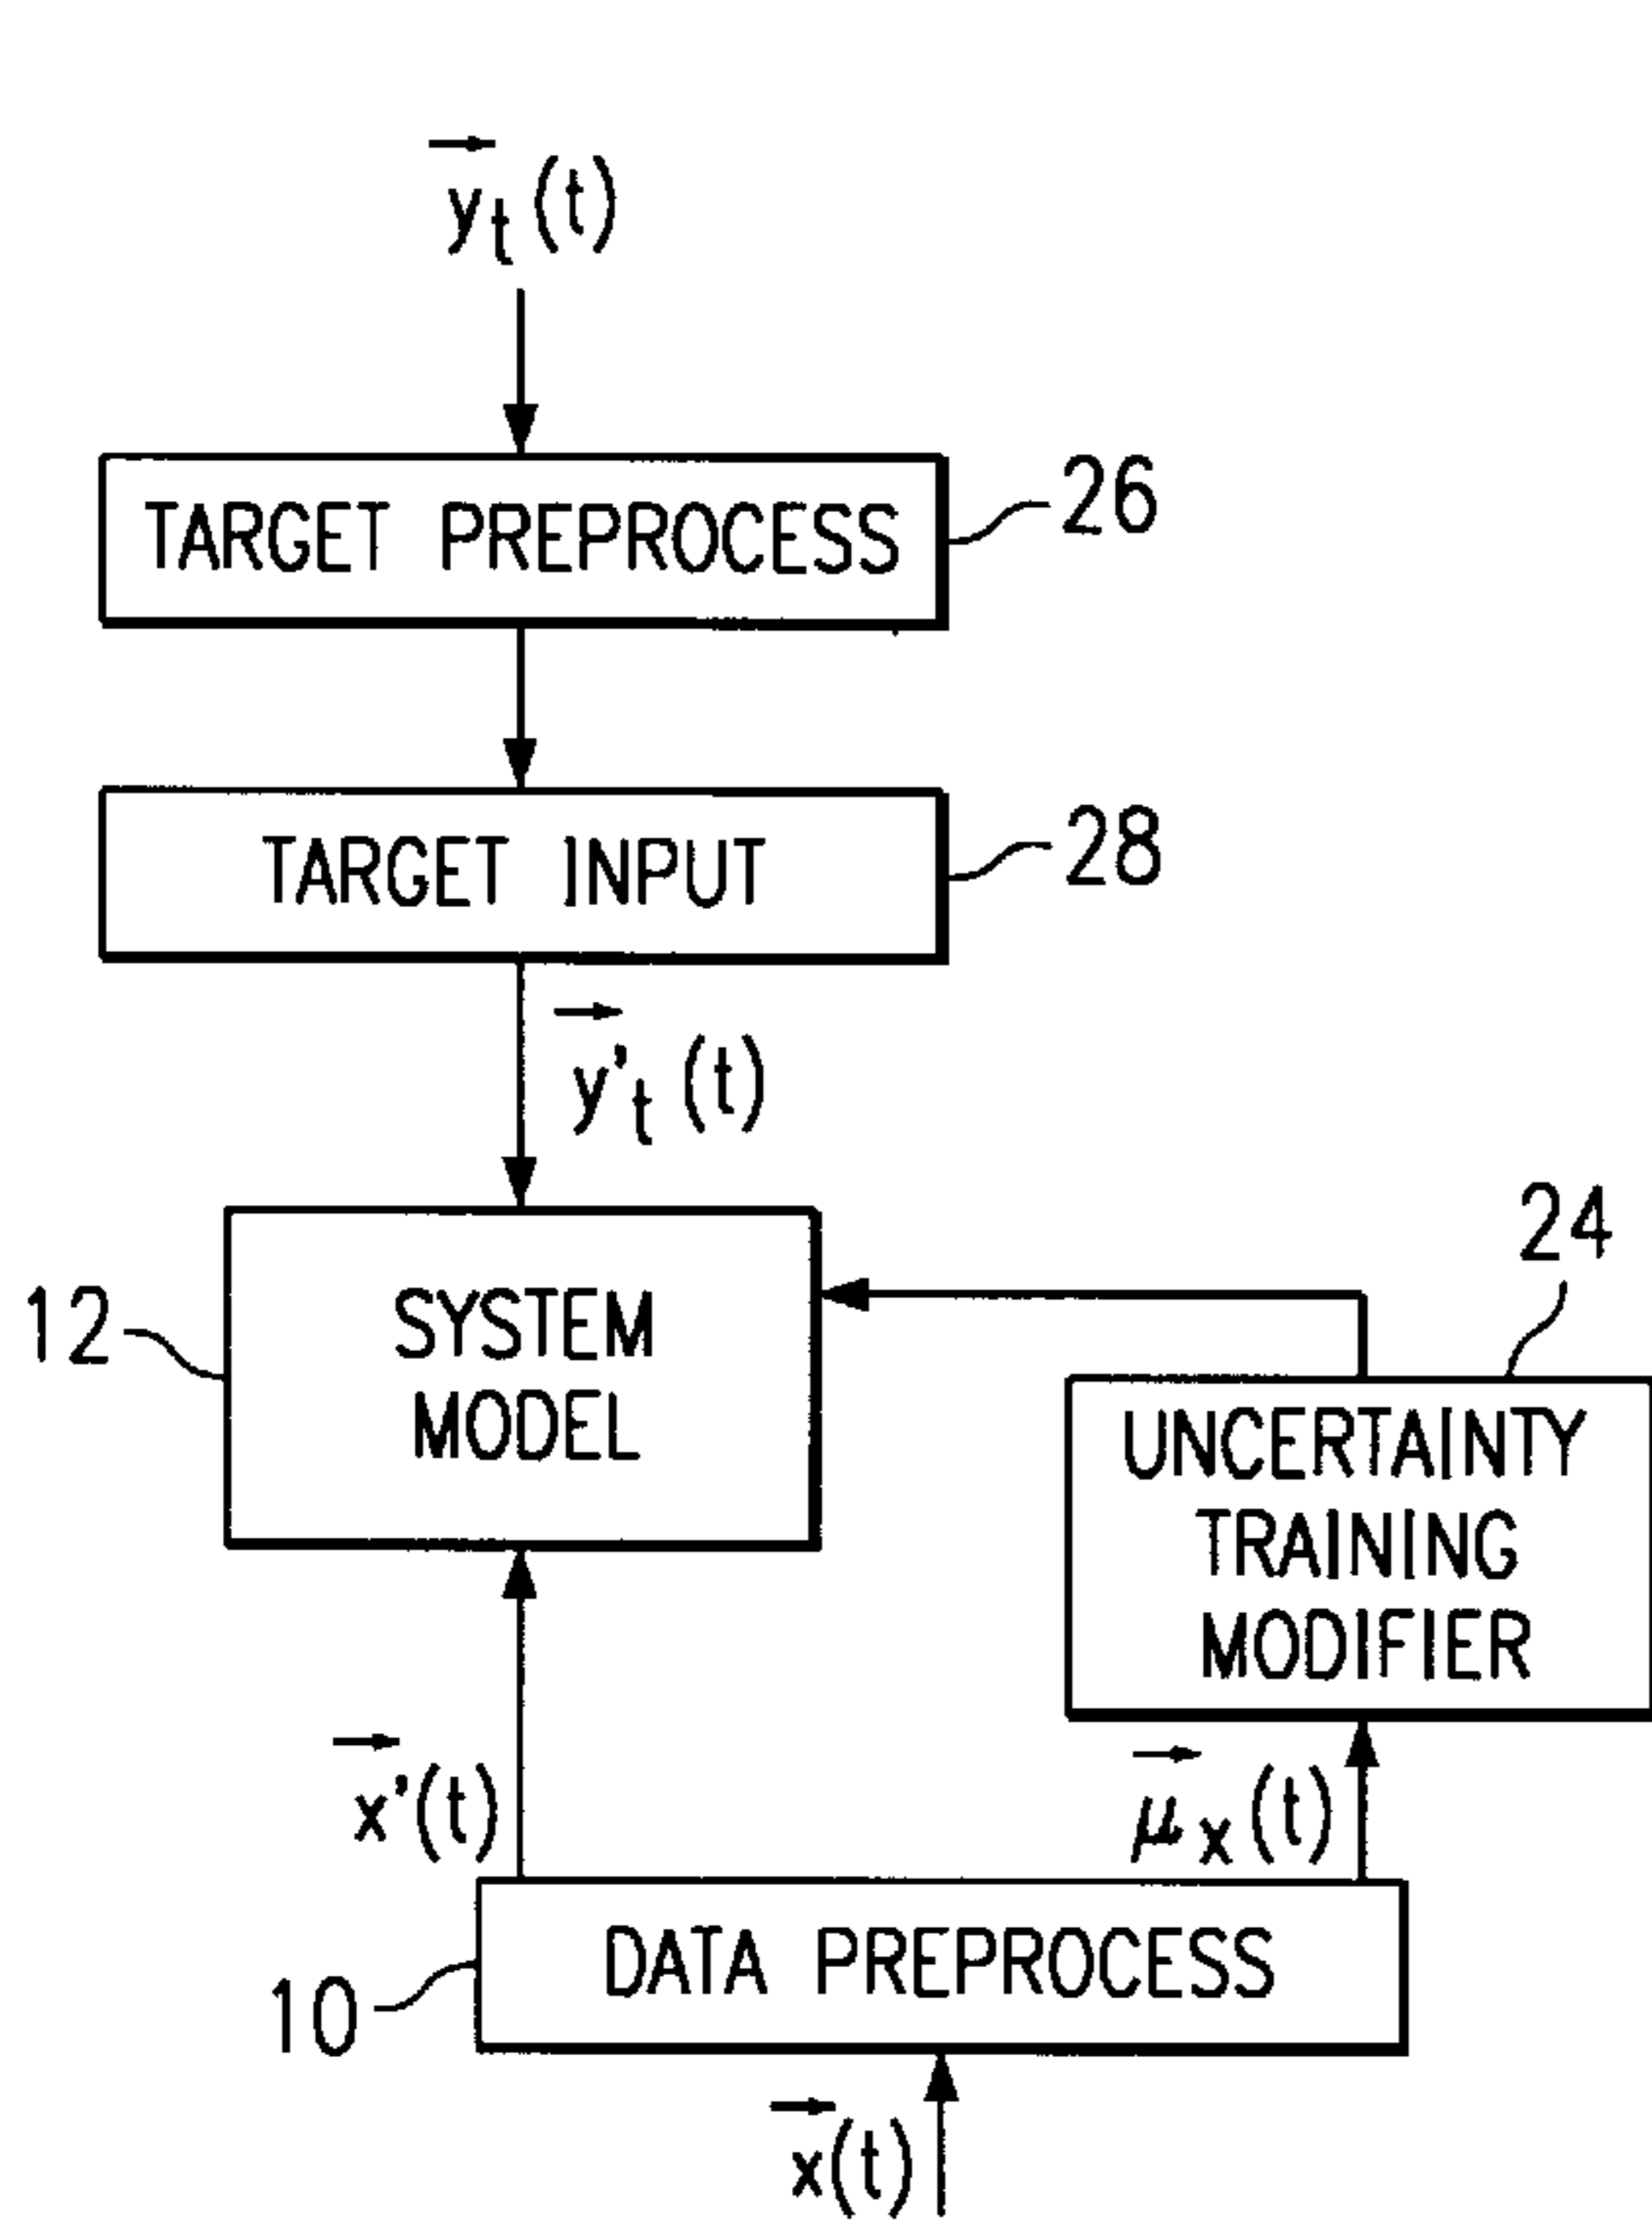 y⃗t(t)
TARGET PREPROCESS
26
TARGET INPUT
28
y⃗'t(t)
SYSTEM
MODEL
12
24
UNCERTAINTY
TRAINING
MODIFIER
x⃗'(t)
μ⃗x(t)
DATA PREPROCESS
10
x⃗(t)